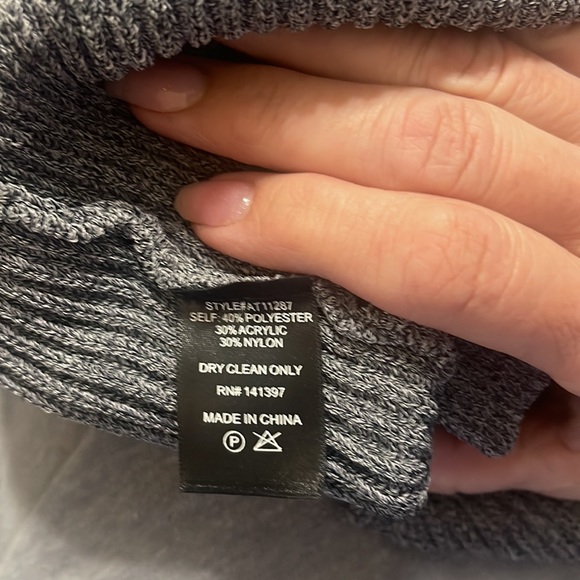 STYLE#AT11287
SELF: 40% POLYESTER
30% ACRYLIC
30% NYLON
DRY CLEAN ONLY
RN# 141397
MADE IN CHINA
P